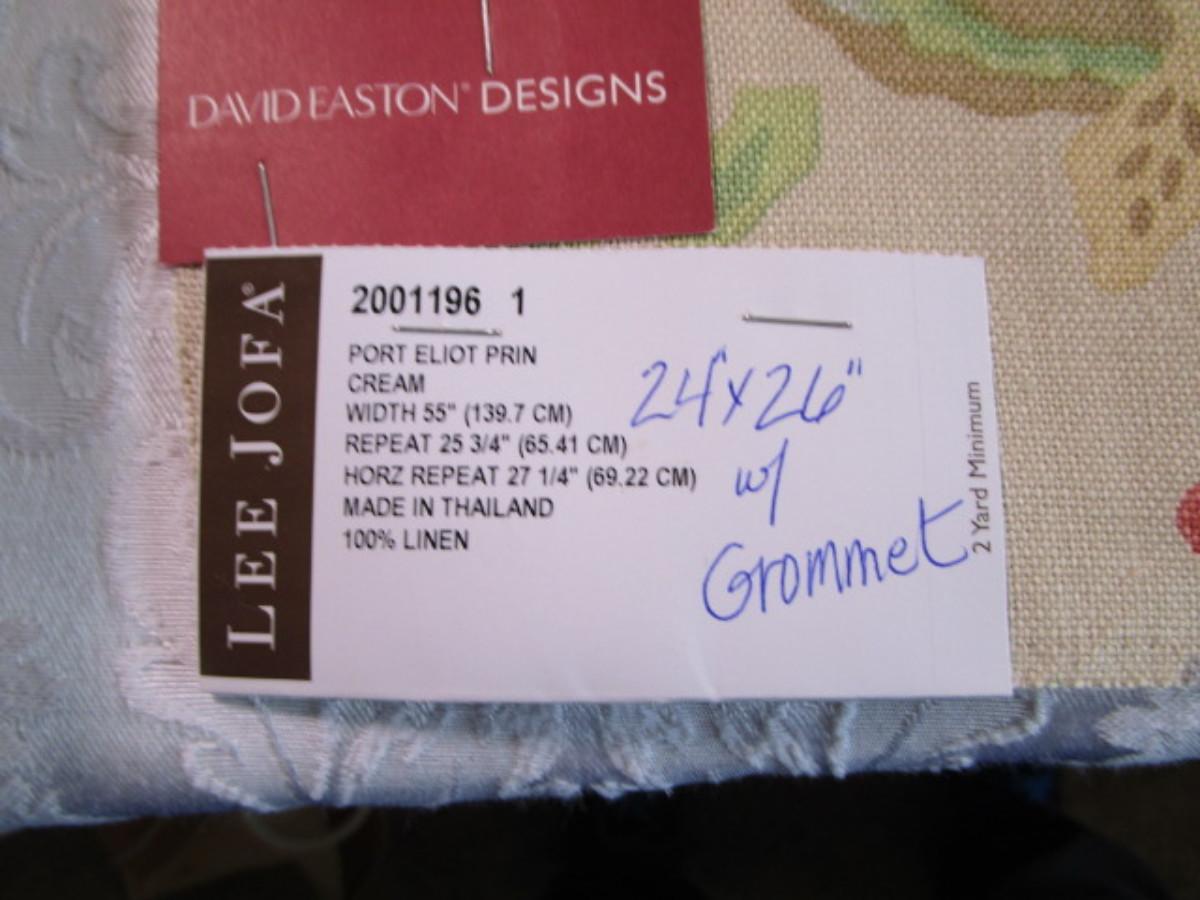 DAVID EASTON® DESIGNS
LEE JOFA®
2001196 1
PORT ELIOT PRIN
CREAM
WIDTH 55" (139.7 CM)
REPEAT 25 3/4" (65.41 CM)
HORZ REPEAT 27 1/4" (69.22 CM)
MADE IN THAILAND
100% LINEN
24"x26"
w/
Grommet
2 Yard Minimum